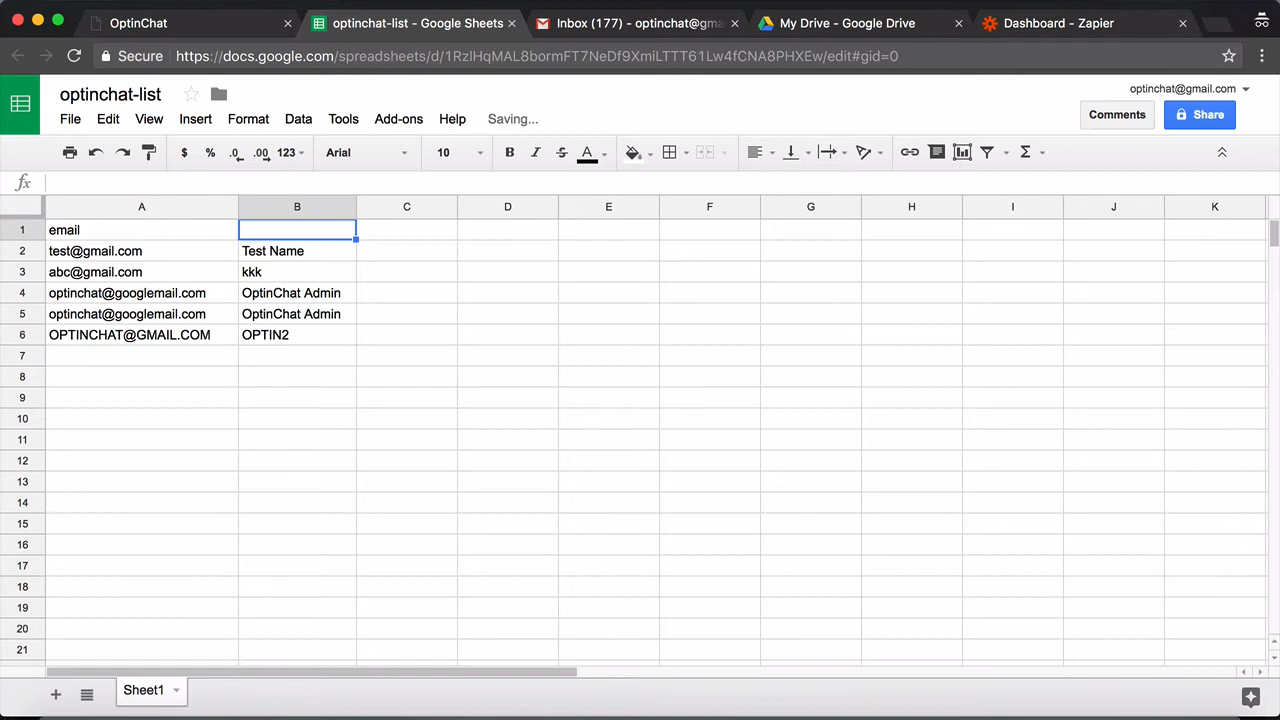 OptinChat
optinchat-list - Google Sheets
Inbox (177) - optinchat@gma
My Drive - Google Drive
Dashboard - Zapier
Secure
https://docs.google.com/spreadsheets/d/1RzlHqMAL8bormFT7NeDf9XmiLTTT61Lw4fCNA8PHXEw/edit#gid=0
optinchat-list
optinchat@gmail.com
File Edit View Insert Format Data Tools Add-ons Help Saving...
Comments
Share
$ % .0 .00 123 Arial 10 B I S A Σ
fx
A B C D E F G H I J K
1 email
2 test@gmail.com Test Name
3 abc@gmail.com kkk
4 optinchat@googlemail.com OptinChat Admin
5 optinchat@googlemail.com OptinChat Admin
6 OPTINCHAT@GMAIL.COM OPTIN2
7
8
9
10
11
12
13
14
15
16
17
18
19
20
21
+ Sheet1